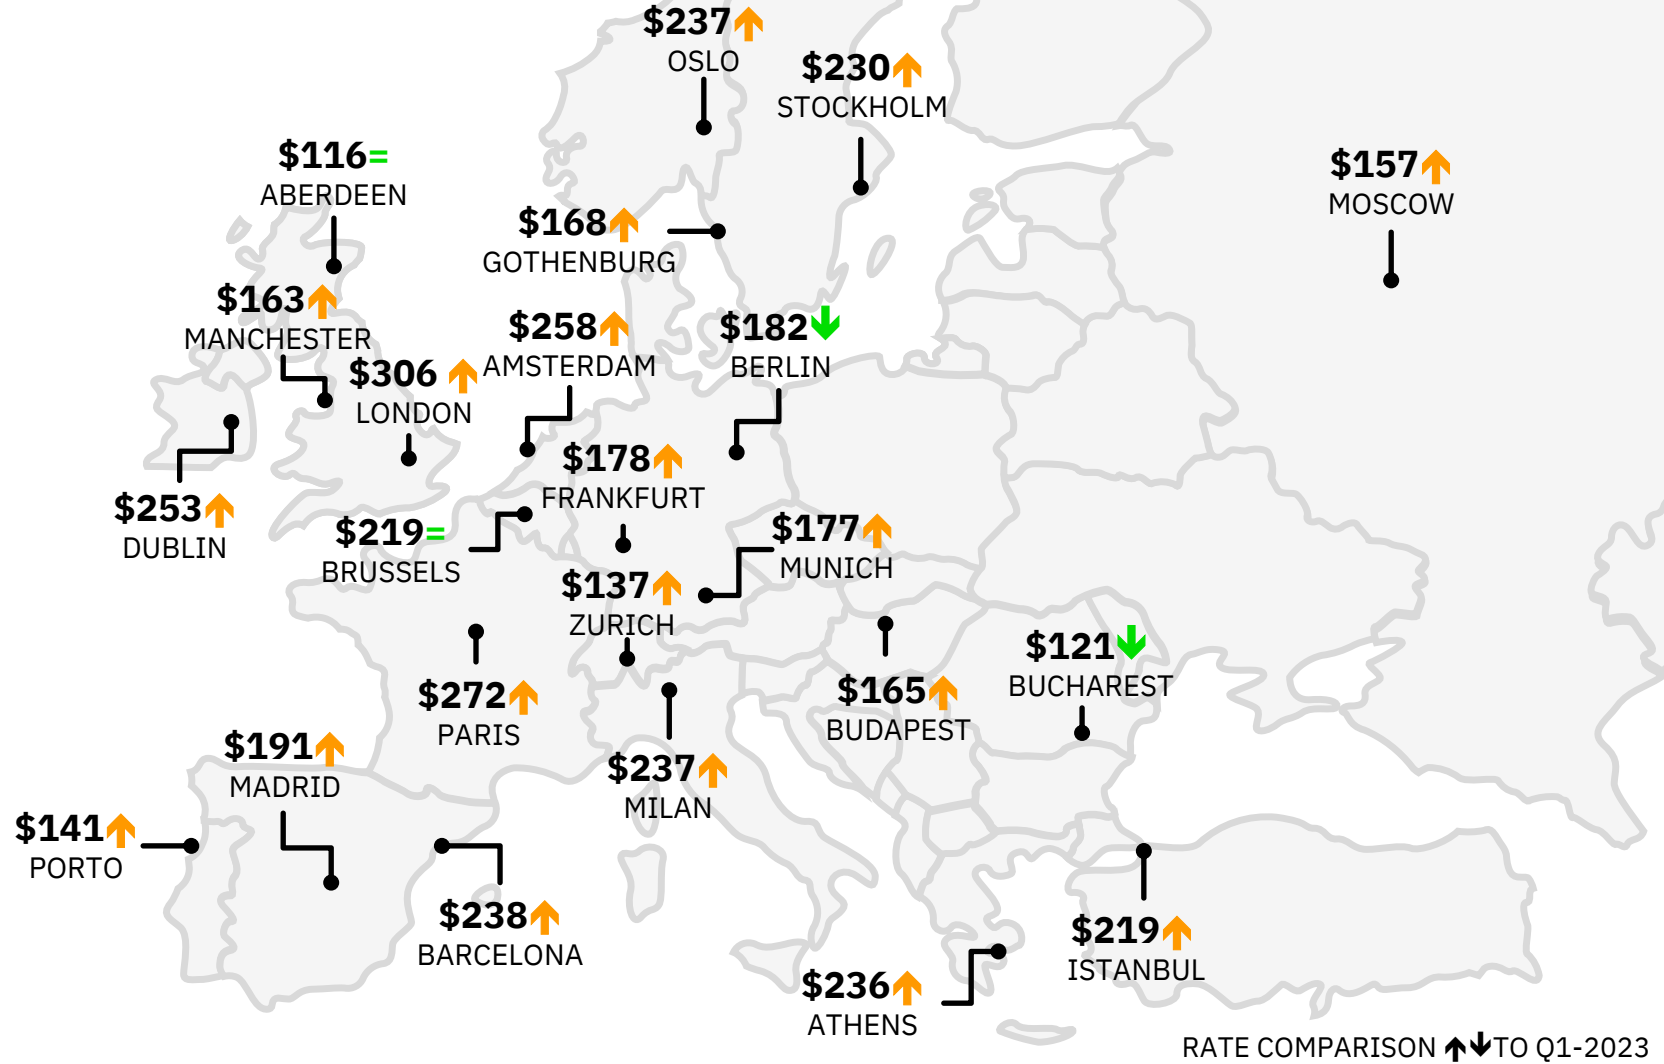 $237
OSLO
$230
STOCKHOLM
$116=
ABERDEEN
$157
MOSCOW
$168
GOTHENBURG
$163
MANCHESTER
$258
AMSTERDAM
$182
BERLIN
$306
LONDON
$178
FRANKFURT
$253
DUBLIN
$219=
BRUSSELS
$177
MUNICH
$137
ZURICH
$121
BUCHAREST
$272
PARIS
$165
BUDAPEST
$191
MADRID
$237
MILAN
$141
PORTO
$238
BARCELONA
$219
ISTANBUL
$236
ATHENS
RATE COMPARISON ↑↓TO Q1-2023